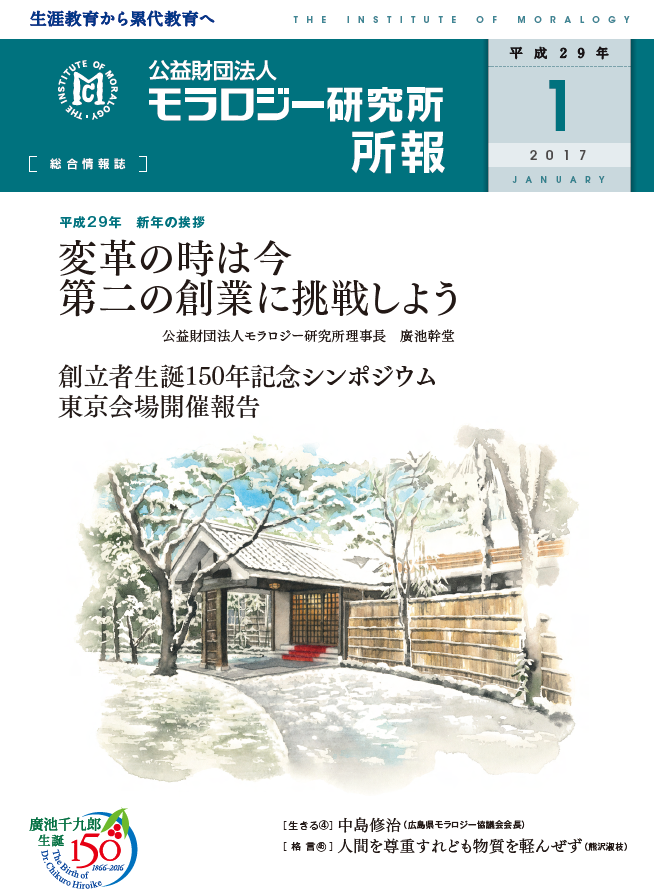 生涯教育から累代教育へ
THE INSTITUTE OF MORALOGY
THE INSTITUTE OF MORALOGY
公益財団法人
モラロジー研究所
所報
総合情報誌
平成29年
1
2017
JANUARY
平成29年 新年の挨拶
変革の時は今
第二の創業に挑戦しよう
公益財団法人モラロジー研究所理事長 廣池幹堂
創立者生誕150年記念シンポジウム
東京会場開催報告
廣池千九郎
生誕
150
1866-2016
The Birth of
Dr. Chikuro Hiroike
[生きる④] 中島修治（広島県モラロジー協議会会長）
[格言] 人間を尊重すれども物質を軽んぜず（熊沢淑枝）